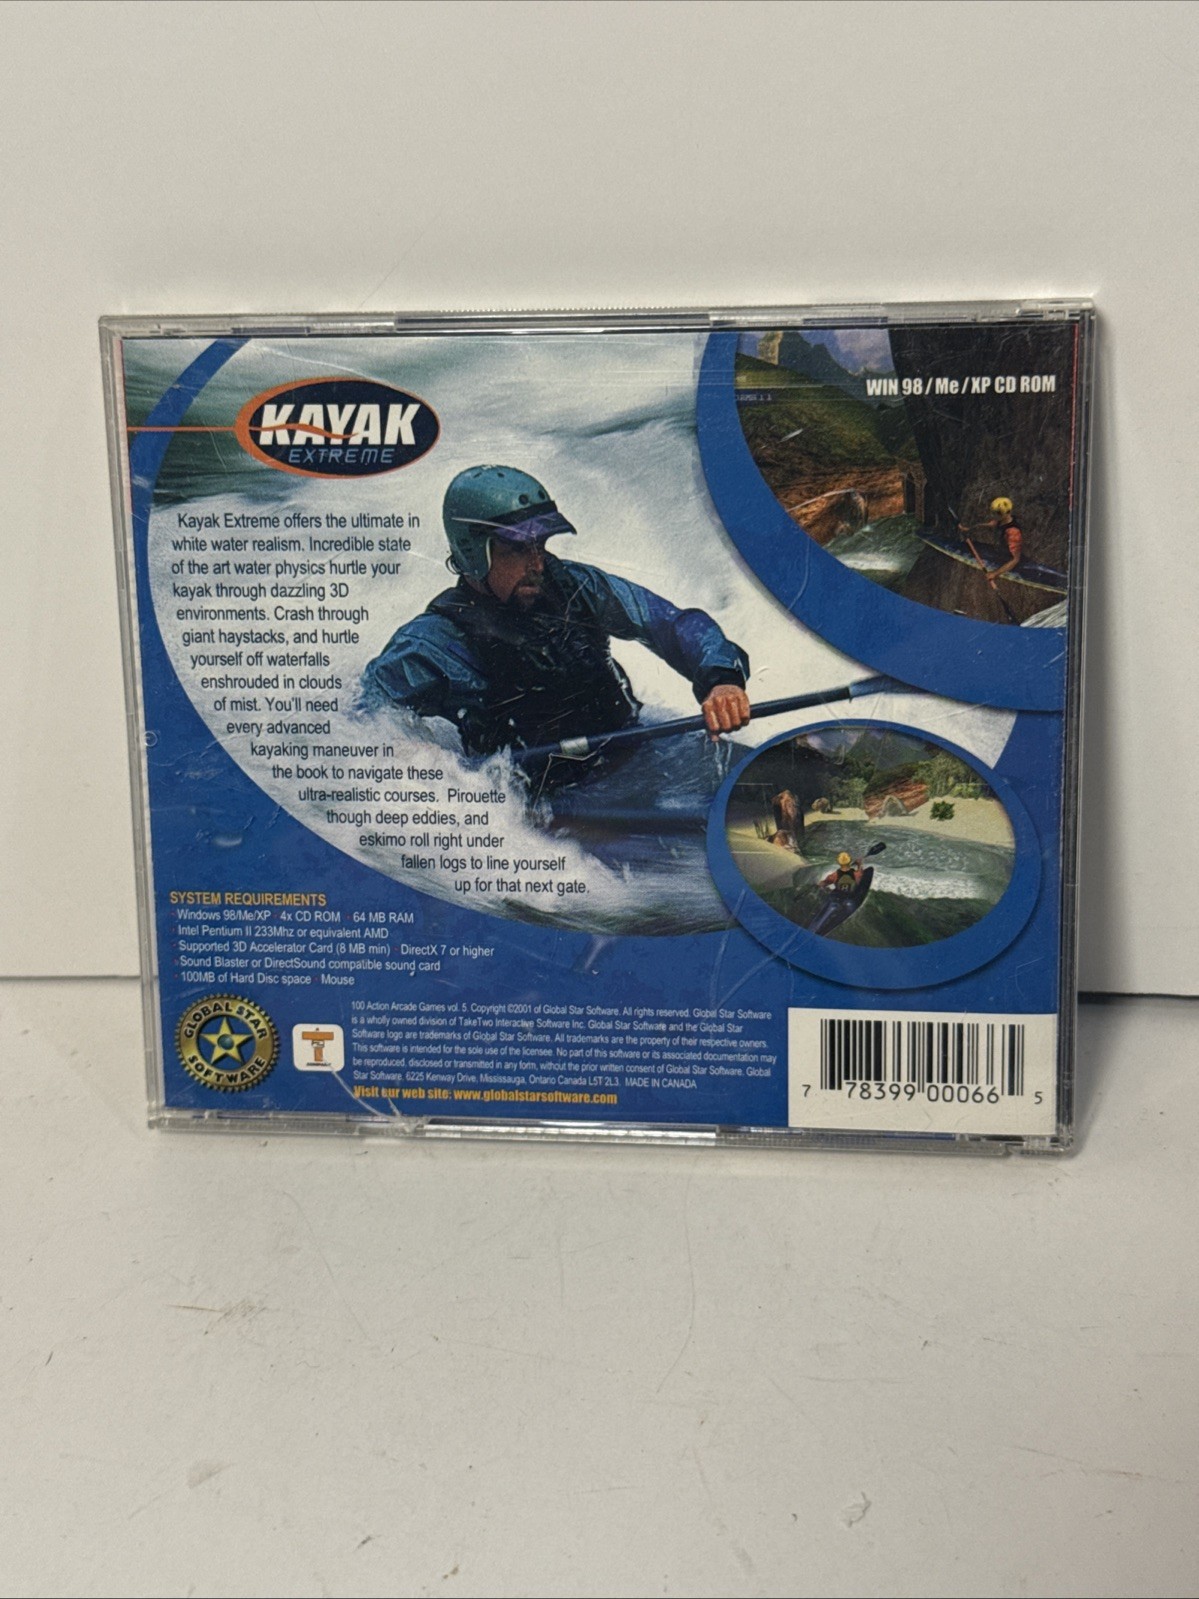 WIN 98/Me/XP CD ROM
KAYAK
EXTREME
Kayak Extreme offers the ultimate in
white water realism. Incredible state
of the art water physics hurtle your
kayak through dazzling 3D
environments. Crash through
giant haystacks, and hurtle
yourself off waterfalls
enshrouded in clouds
of mist. You'll need
every advanced
kayaking maneuver in
the book to navigate these
ultra-realistic courses. Pirouette
though deep eddies, and
eskimo roll right under
fallen logs to line yourself
up for that next gate.
SYSTEM REQUIREMENTS
· Windows 98/Me/XP · 4x CD ROM · 64 MB RAM
· Intel Pentium II 233Mhz or equivalent AMD
· Supported 3D Accelerator Card (8 MB min) · DirectX 7 or higher
· Sound Blaster or DirectSound compatible sound card
· 100MB of Hard Disc space · Mouse
GLOBAL STAR
SOFTWARE
T
100 Action Arcade Games vol. 5. Copyright ©2001 of Global Star Software. All rights reserved. Global Star Software
is a wholly owned division of TakeTwo Interactive Software Inc. Global Star Software and the Global Star
Software logo are trademarks of Global Star Software. All trademarks are the property of their respective owners.
This software is intended for the sole use of the licensee. No part of this software or its associated documentation may
be reproduced, disclosed or transmitted in any form, without the prior written consent of Global Star Software. Global
Star Software. 6225 Kenway Drive, Mississauga, Ontario Canada L5T 2L3. MADE IN CANADA
Visit our web site: www.globalstarsoftware.com
7 78399 00066 5